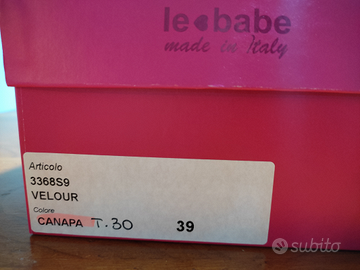 le babe
made in Italy
Articolo
3368S9
VELOUR
Colore
CANAPA T.30 39
subito